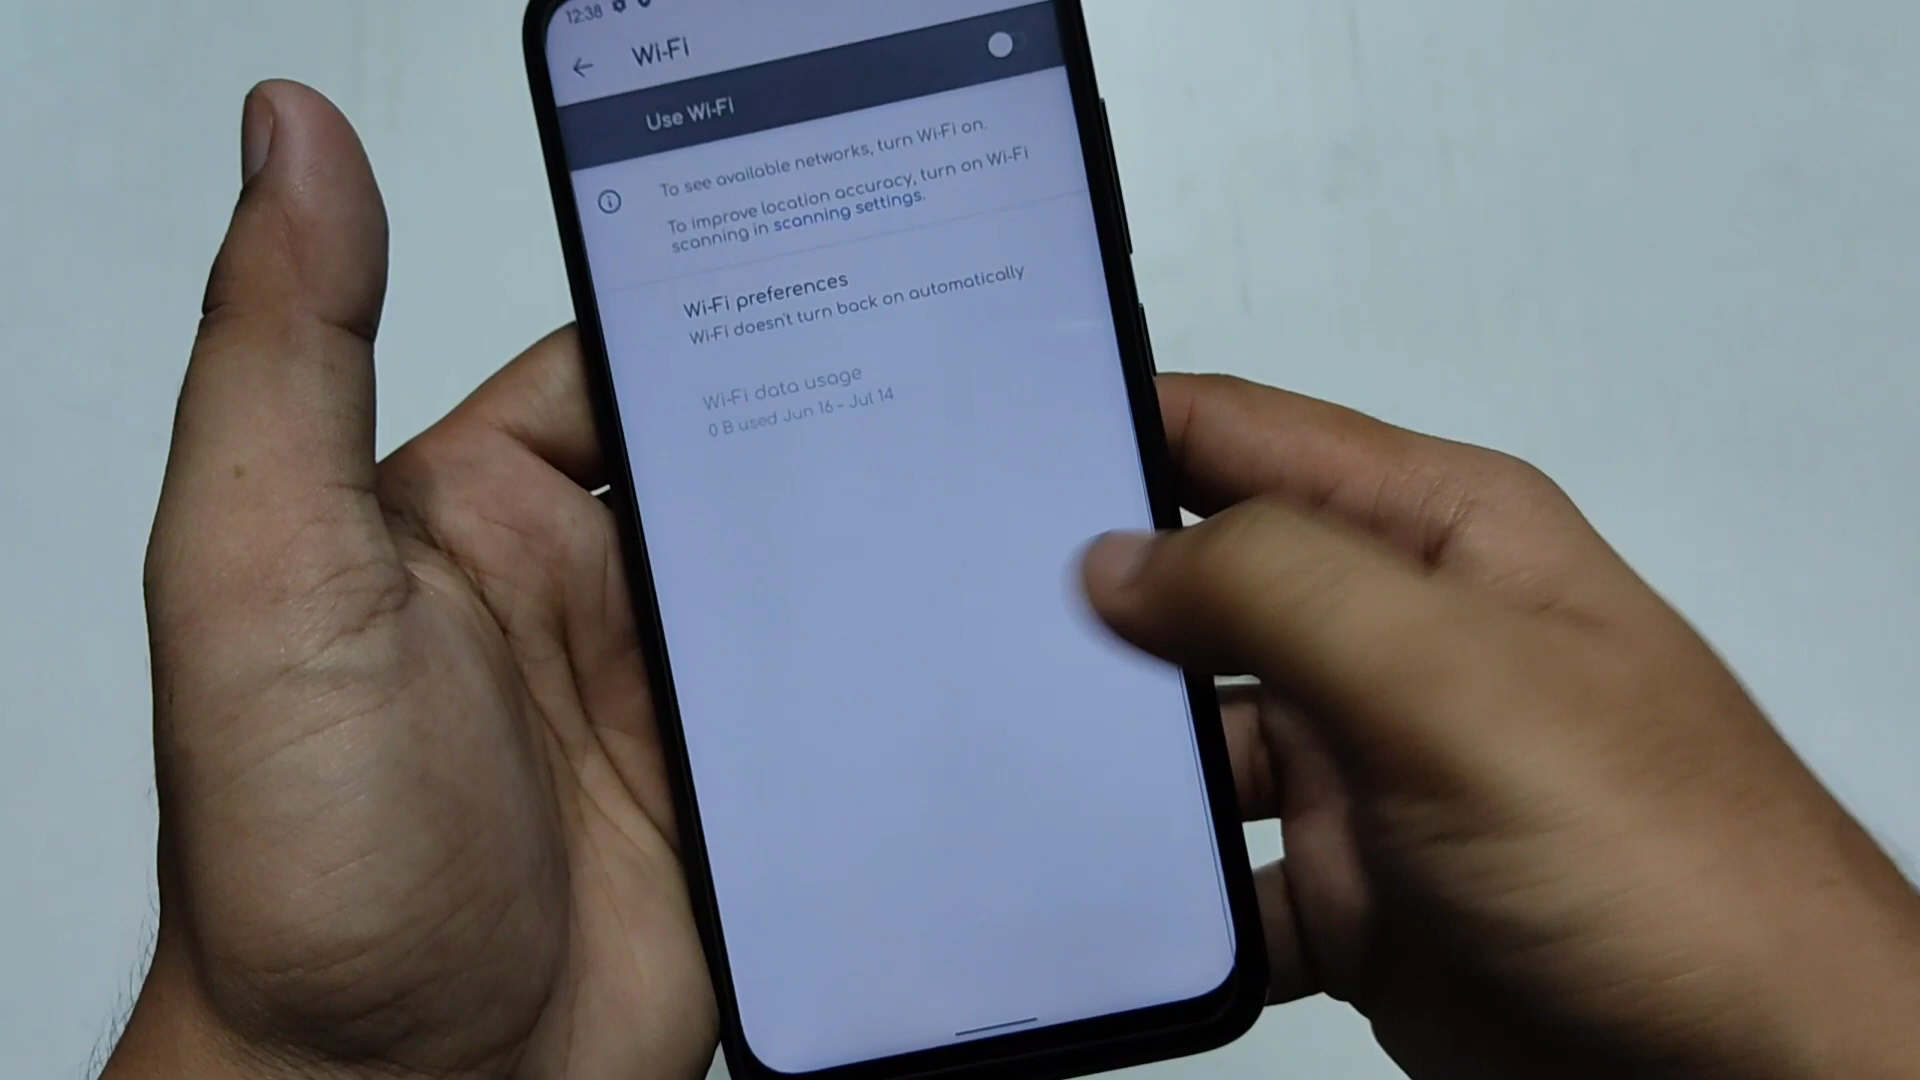 12:38
Wi-Fi
Use Wi-Fi
To see available networks, turn Wi-Fi on.
To improve location accuracy, turn on Wi-Fi
scanning in scanning settings.
Wi-Fi preferences
Wi-Fi doesn't turn back on automatically
Wi-Fi data usage
0 B used Jun 16 – Jul 14